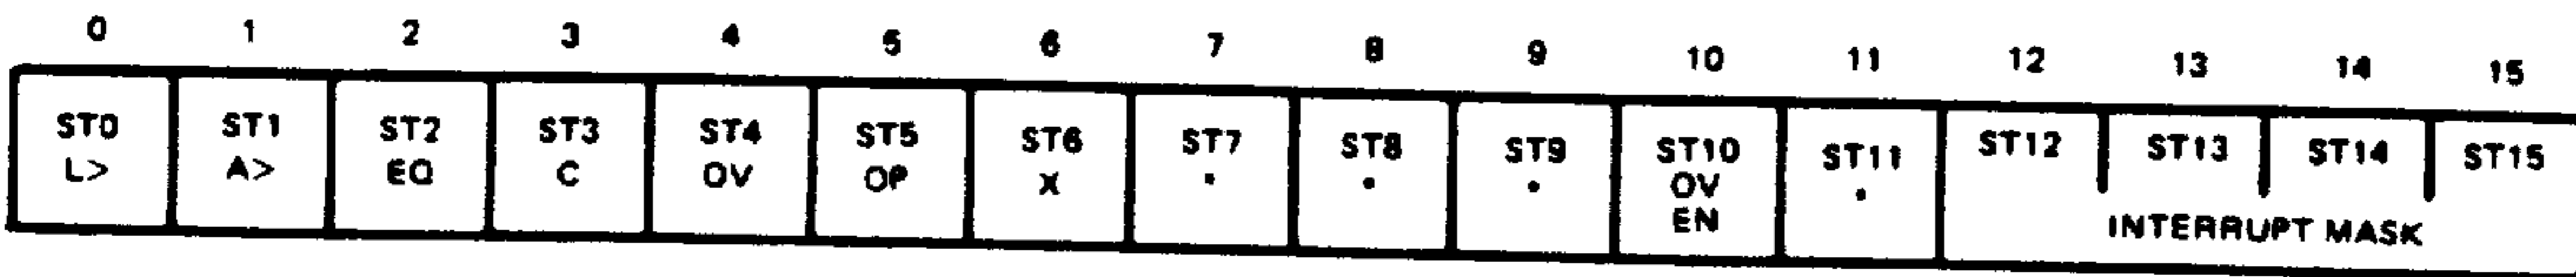 0 1 2 3 4 5 6 7 8 9 10 11 12 13 14 15
ST0 ST1 ST2 ST3 ST4 ST5 ST6 ST7 ST8 ST9 ST10 ST11 ST12 ST13 ST14 ST15
L> A> EQ C OV OP X * * * OV *
EN INTERRUPT MASK